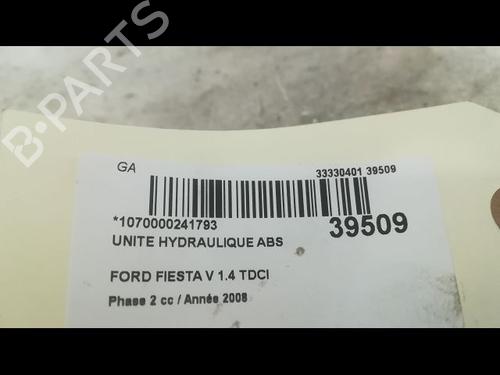 B-PARTS
GA
33330401 39509
*1070000241793
39509
UNITE HYDRAULIQUE ABS
FORD FIESTA V 1.4 TDCI
Phase 2 cc / Année 2008